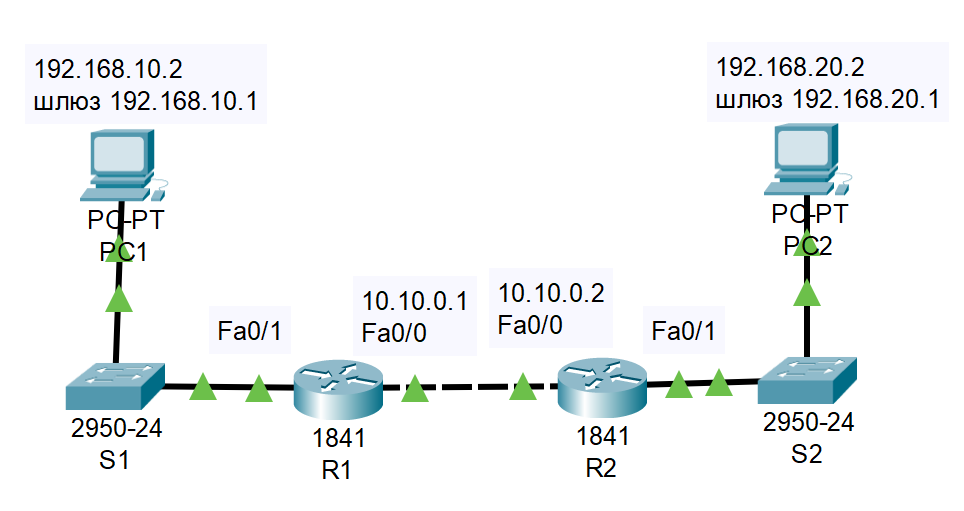 192.168.10.2
шлюз 192.168.10.1
PC-PT
PC1
192.168.20.2
шлюз 192.168.20.1
PC-PT
PC2
Fa0/1
10.10.0.1
Fa0/0
10.10.0.2
Fa0/0
Fa0/1
2950-24
S1
1841
R1
1841
R2
2950-24
S2